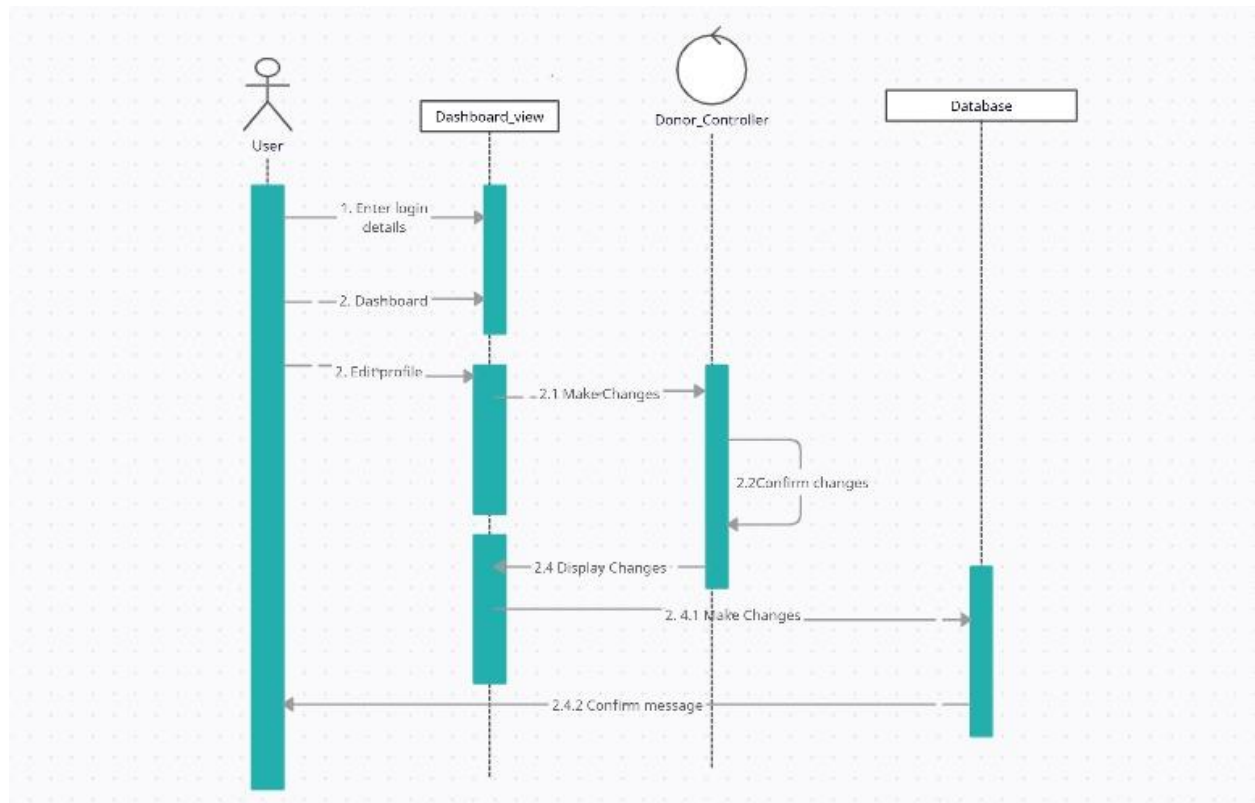 User
Dashboard_view
Donor_Controller
Database
1. Enter login
details
2. Dashboard
2. Edit profile
2.1 Make Changes
2.2Confirm changes
2.4 Display Changes
2. 4.1 Make Changes
2.4.2 Confirm message